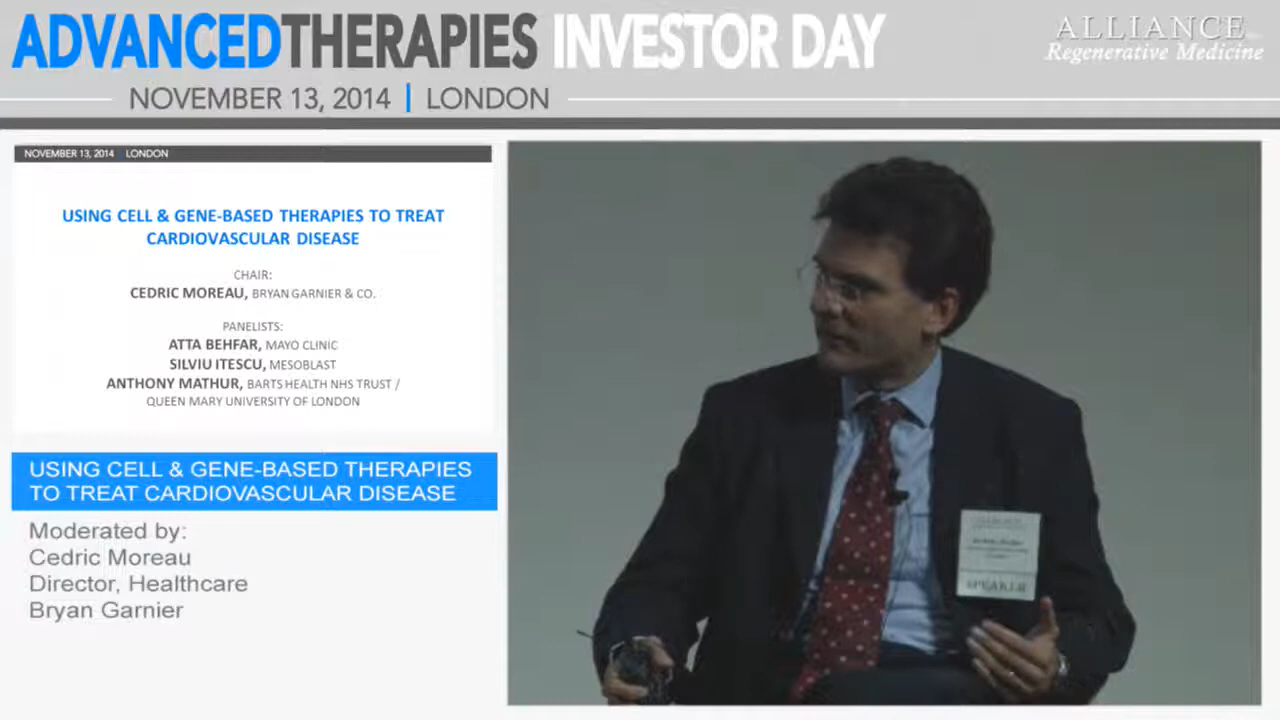 ADVANCEDTHERAPIES INVESTOR DAY
NOVEMBER 13, 2014 | LONDON
ALLIANCE
Regenerative Medicine
NOVEMBER 13, 2014 | LONDON
USING CELL & GENE-BASED THERAPIES TO TREAT
CARDIOVASCULAR DISEASE
CHAIR:
CEDRIC MOREAU, BRYAN GARNIER & CO.
PANELISTS:
ATTA BEHFAR, MAYO CLINIC
SILVIU ITESCU, MESOBLAST
ANTHONY MATHUR, BARTS HEALTH NHS TRUST /
QUEEN MARY UNIVERSITY OF LONDON
USING CELL & GENE-BASED THERAPIES
TO TREAT CARDIOVASCULAR DISEASE
Moderated by:
Cedric Moreau
Director, Healthcare
Bryan Garnier
SPEAKER